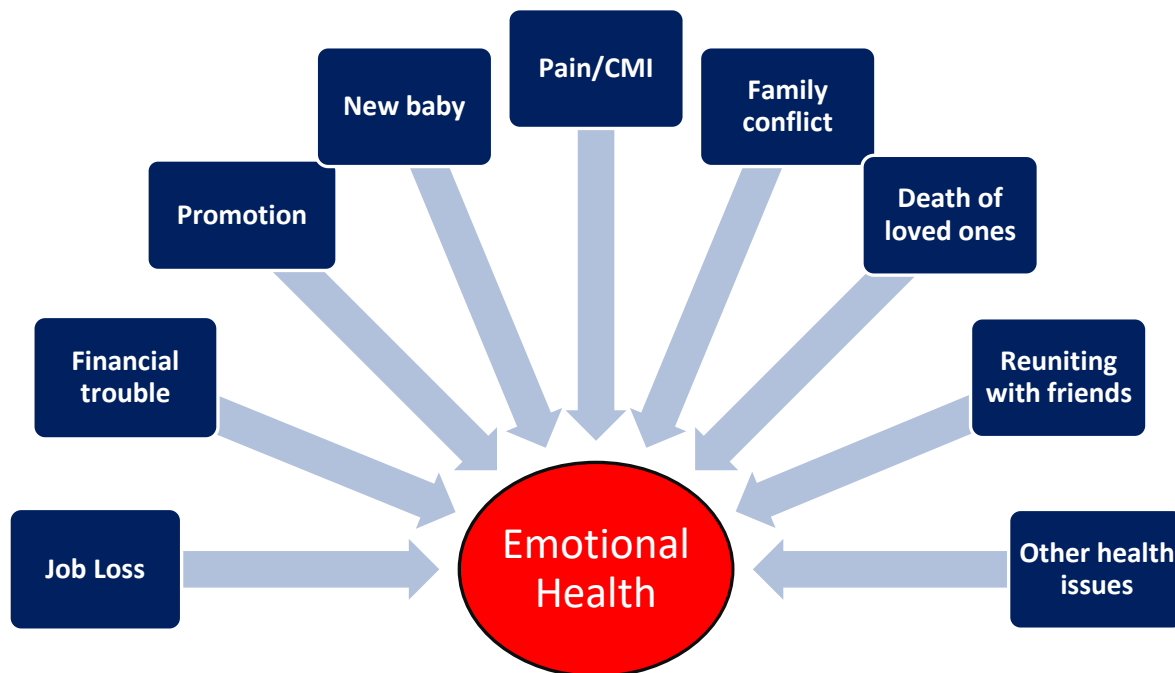 Pain/CMI
New baby
Family
conflict
Promotion
Death of
loved ones
Financial
trouble
Reuniting
with friends
Job Loss
Emotional
Health
Other health
issues